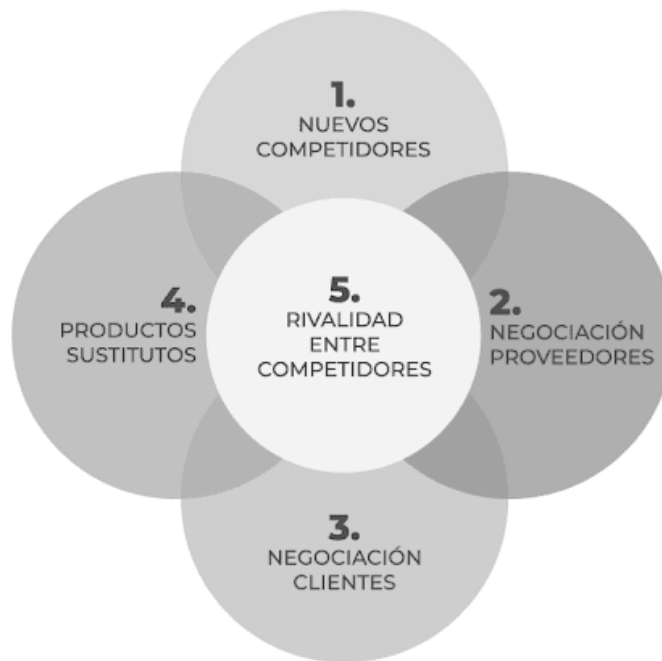 1.
NUEVOS
COMPETIDORES
4.
PRODUCTOS
SUSTITUTOS
5.
RIVALIDAD
ENTRE
COMPETIDORES
2.
NEGOCIACIÓN
PROVEEDORES
3.
NEGOCIACIÓN
CLIENTES